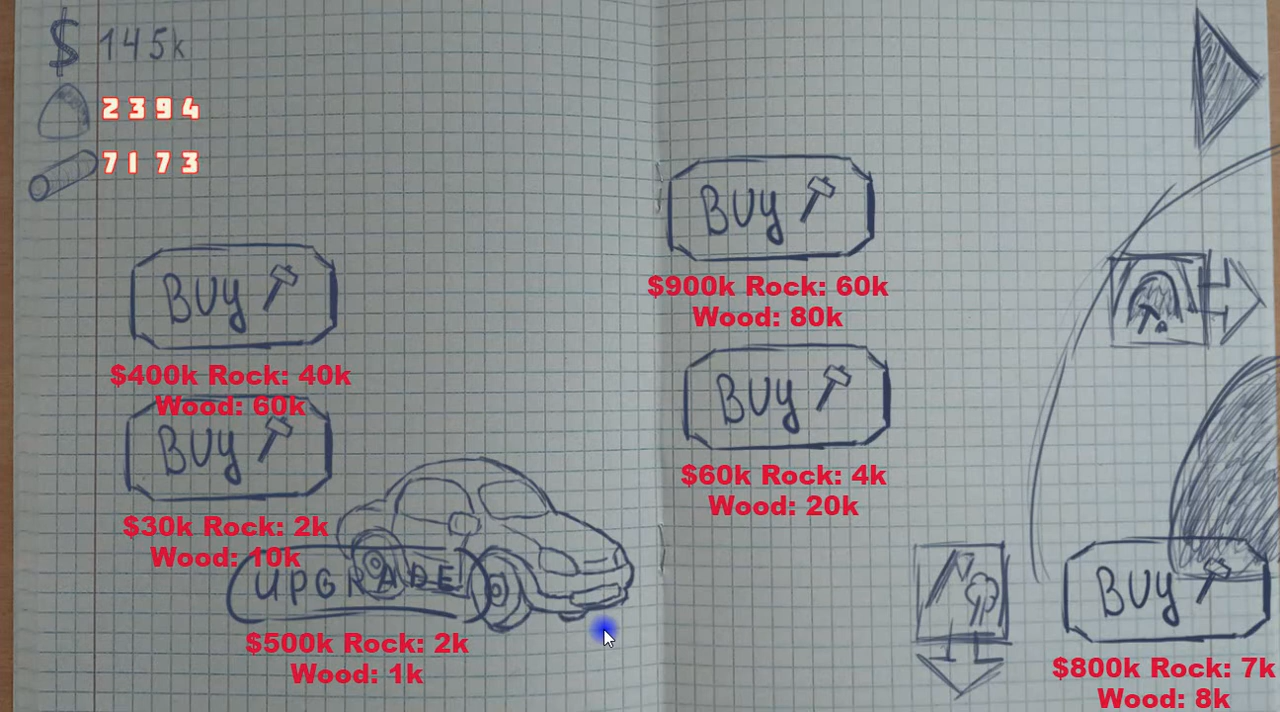 $ 145k
2394
7173
BUY
$900k Rock: 60k
Wood: 80k
BUY
$400k Rock: 40k
Wood: 60k
BUY
$60k Rock: 4k
Wood: 20k
BUY
$30k Rock: 2k
Wood: 10k
UPGRADE
$500k Rock: 2k
Wood: 1k
BUY
$800k Rock: 7k
Wood: 8k